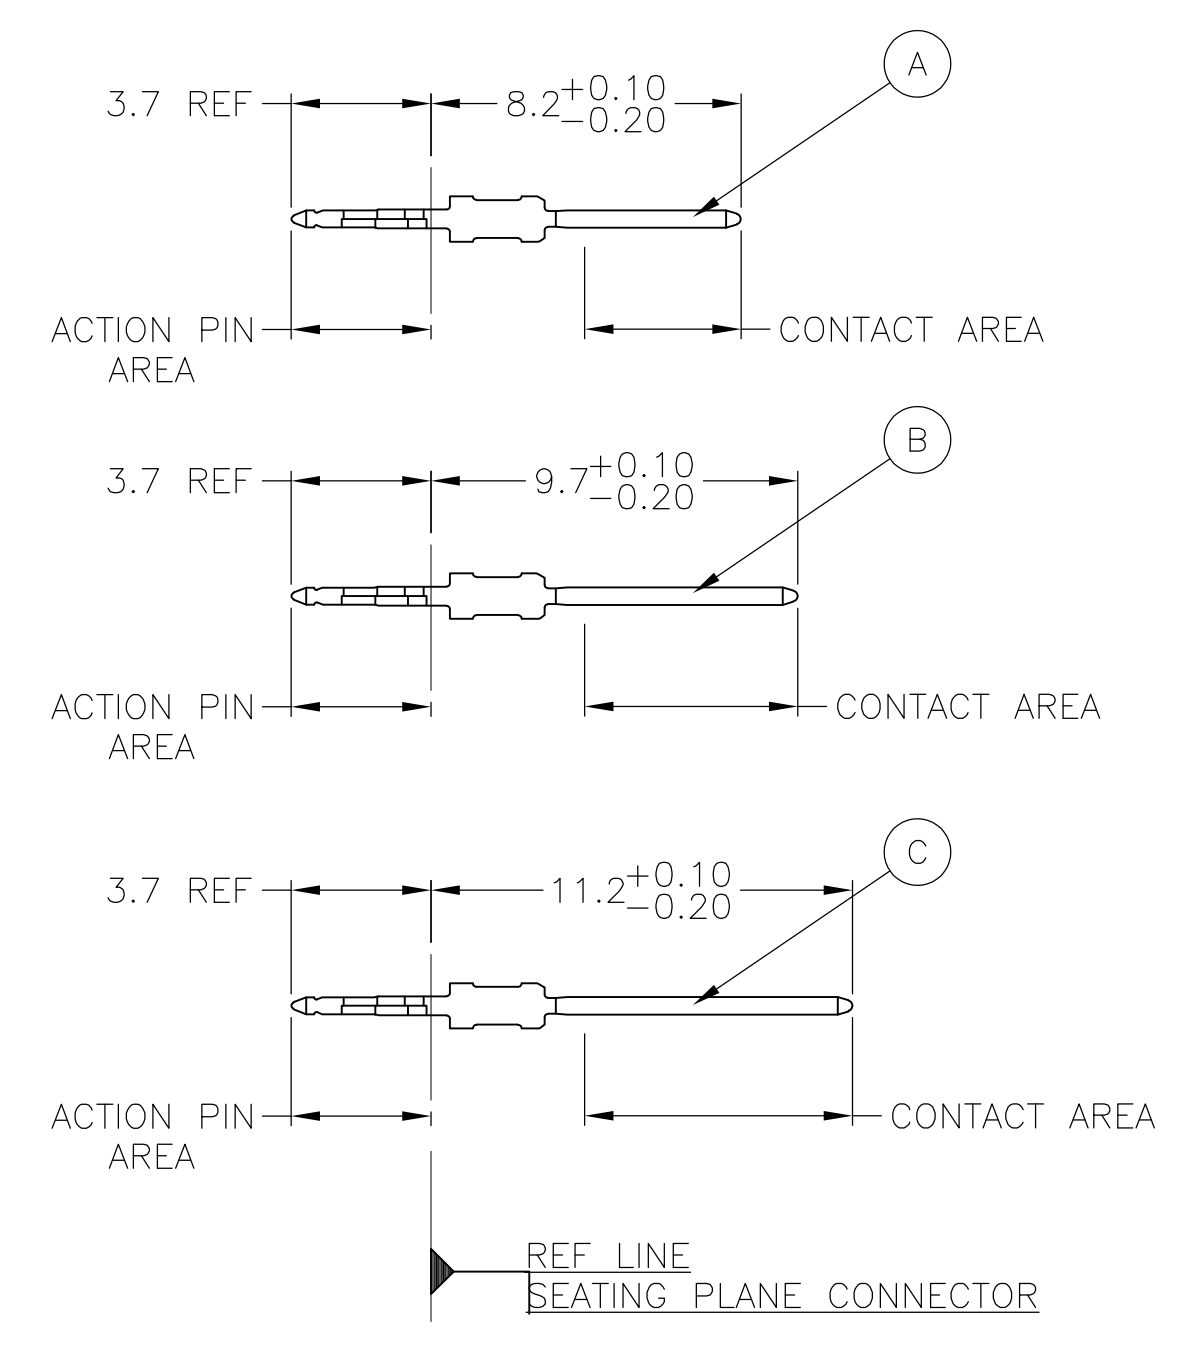 A
3.7 REF
8.2 +0.10
-0.20
ACTION PIN
AREA
CONTACT AREA
B
3.7 REF
9.7 +0.10
-0.20
ACTION PIN
AREA
CONTACT AREA
C
3.7 REF
11.2 +0.10
-0.20
ACTION PIN
AREA
CONTACT AREA
REF LINE
SEATING PLANE CONNECTOR